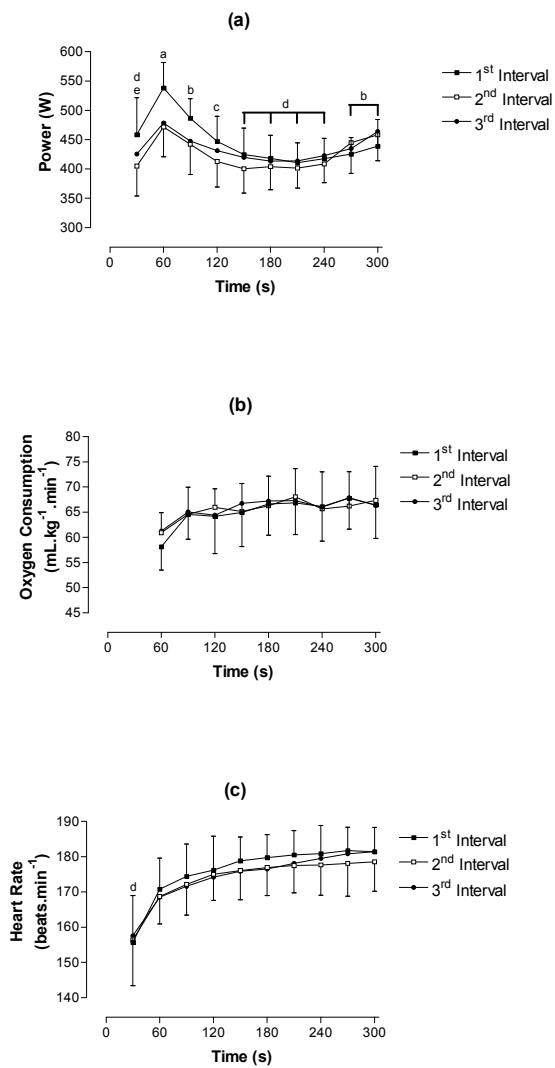 (a)
600
550
500
450
400
350
300
Power (W)
d
e
a
b
c
d
b
1st Interval
2nd Interval
3rd Interval
0 60 120 180 240 300
Time (s)
(b)
80
75
70
65
60
55
50
45
Oxygen Consumption
(mL.kg-1.min-1)
1st Interval
2nd Interval
3rd Interval
0 60 120 180 240 300
Time (s)
(c)
190
180
170
160
150
140
Heart Rate
(beats.min-1)
d
1st Interval
2nd Interval
3rd Interval
0 60 120 180 240 300
Time (s)